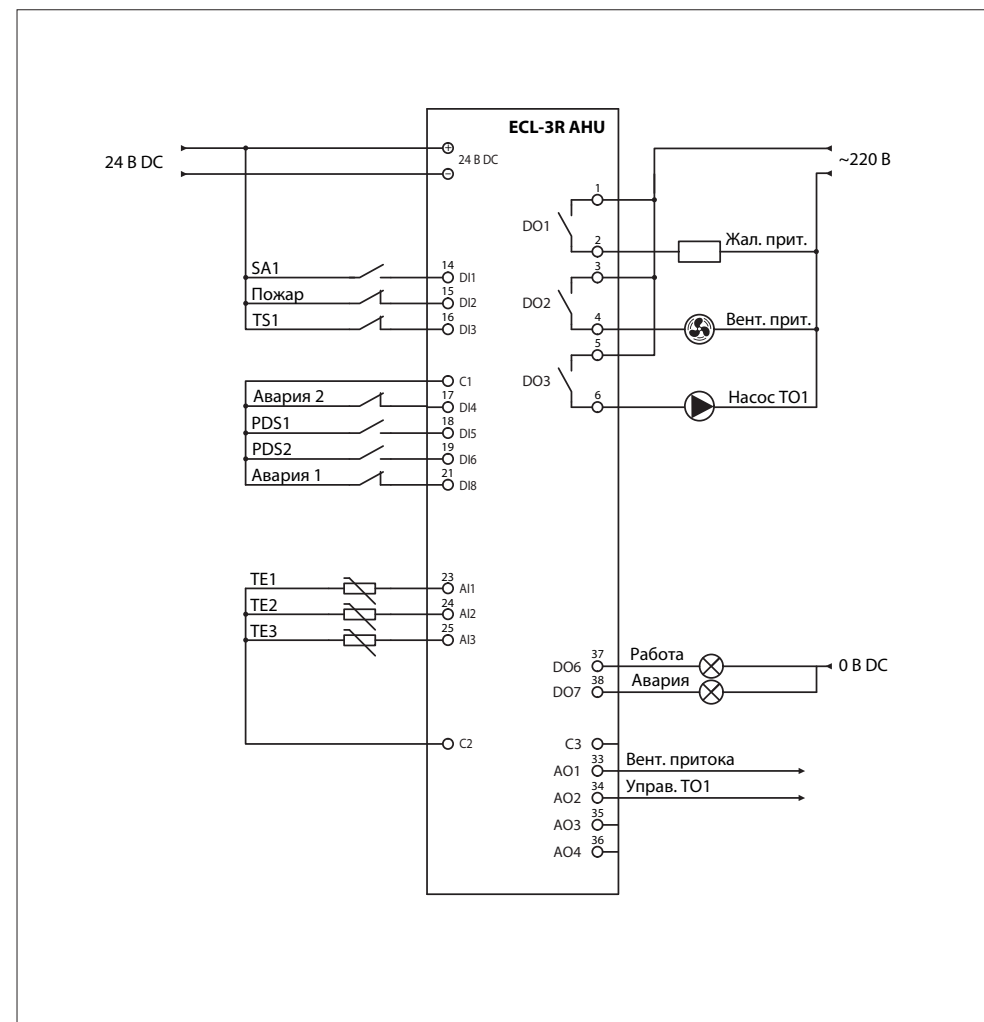 ECL-3R AHU
24 В DC
24 В DC
~220 В
1
DO1
2
Жал. прит.
3
DO2
4
Вент. прит.
5
DO3
6
Насос ТО1
SA1
14
DI1
Пожар
15
DI2
TS1
16
DI3
C1
Авария 2
17
DI4
PDS1
18
DI5
PDS2
19
DI6
Авария 1
21
DI8
TE1
23
AI1
TE2
24
AI2
TE3
25
AI3
C2
DO6
37
Работа
0 В DC
DO7
38
Авария
C3
AO1
33
Вент. притока
AO2
34
Управ. ТО1
AO3
35
AO4
36